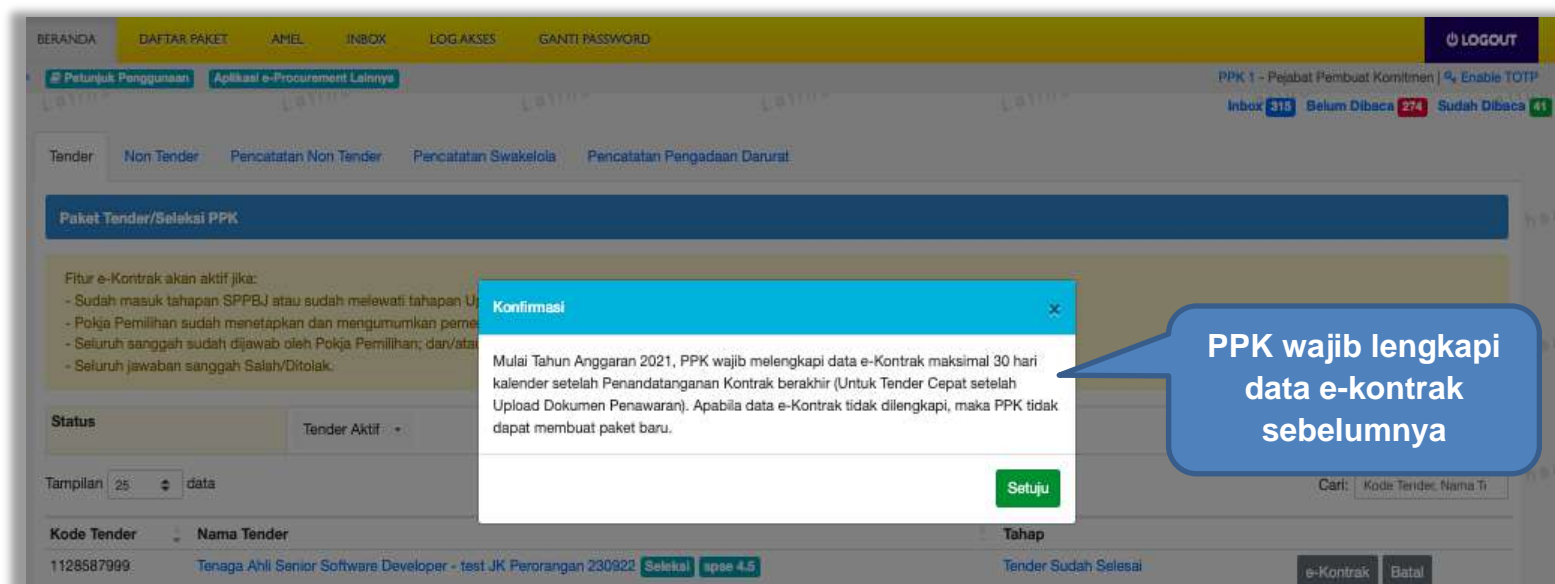 BERANDA DAFTAR PAKET AMEL INBOX LOG AKSES GANTI PASSWORD LOGOUT
Petunjuk Penggunaan Aplikasi e-Procurement Lainnya PPK 1 - Pejabat Pembuat Komitmen | Enable TOTP
Inbox 315 Belum Dibaca 274 Sudah Dibaca 41
Tender Non Tender Pencatatan Non Tender Pencatatan Swakelola Pencatatan Pengadaan Darurat
Paket Tender/Seleksi PPK
Fitur e-Kontrak akan aktif jika:
- Sudah masuk tahapan SPPBJ atau sudah melewati tahapan
- Pokja Pemilihan sudah menetapkan dan mengumumkan
- Seluruh sanggah sudah dijawab oleh Pokja Pemilihan; dan/atau
- Seluruh jawaban sanggah Salah/Ditolak.
Konfirmasi ×
Mulai Tahun Anggaran 2021, PPK wajib melengkapi data e-Kontrak maksimal 30 hari
kalender setelah Penandatanganan Kontrak berakhir (Untuk Tender Cepat setelah
Upload Dokumen Penawaran). Apabila data e-Kontrak tidak dilengkapi, maka PPK tidak
dapat membuat paket baru.
Setuju
PPK wajib lengkapi
data e-kontrak
sebelumnya
Status Tender Aktif
Tampilan 25 data Cari: Kode Tender, Nama
Kode Tender Nama Tender Tahap
1128587999 Tenaga Ahli Senior Software Developer - test JK Perorangan 230922 Seleksi spse 4.5 Tender Sudah Selesai e-Kontrak Batal